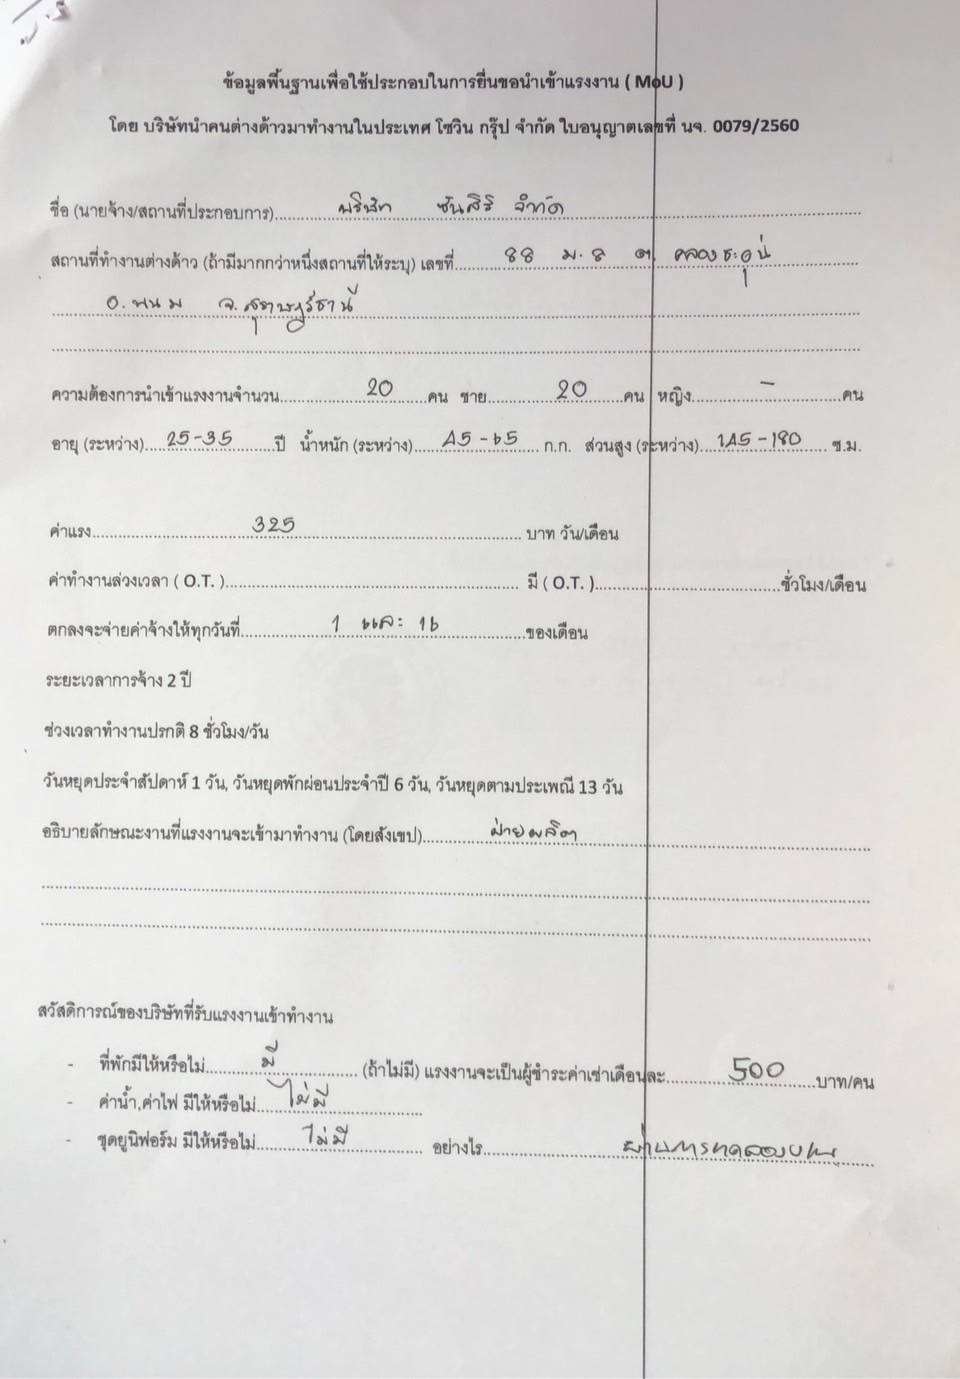 ข้อมูลพื้นฐานเพื่อใช้ประกอบในการยื่นขอนำเข้าแรงงาน ( MoU )
โดย บริษัทนำคนต่างด้าวมาทำงานในประเทศ โชวิน กรุ๊ป จำกัด ใบอนุญาตเลขที่ นจ. 0079/2560
ชื่อ (นายจ้าง/สถานที่ประกอบการ) บริษัท ซันสิริ จำกัด
สถานที่ทำงานต่างด้าว (ถ้ามีมากกว่าหนึ่งสถานที่ให้ระบุ) เลขที่ 88 ม.8 ต. คลองชะอุ่น
อ.พนม จ.สุราษฎร์ธานี
ความต้องการนำเข้าแรงงานจำนวน 20 คน ชาย 20 คน หญิง - คน
อายุ (ระหว่าง) 25-35 ปี น้ำหนัก (ระหว่าง) 45-65 ก.ก. ส่วนสูง (ระหว่าง) 145-180 ซ.ม.
ค่าแรง 325 บาท วัน/เดือน
ค่าทำงานล่วงเวลา ( O.T. ) มี ( O.T. ) ชั่วโมง/เดือน
ตกลงจะจ่ายค่าจ้างให้ทุกวันที่ 1 และ 16 ของเดือน
ระยะเวลาการจ้าง 2 ปี
ช่วงเวลาทำงานปรกติ 8 ชั่วโมง/วัน
วันหยุดประจำสัปดาห์ 1 วัน, วันหยุดพักผ่อนประจำปี 6 วัน, วันหยุดตามประเพณี 13 วัน
อธิบายลักษณะงานที่แรงงานจะเข้ามาทำงาน (โดยสังเขป) ฝ่ายผลิต
สวัสดิการณ์ของบริษัทที่รับแรงงานเข้าทำงาน
- ที่พักมีให้หรือไม่ มี (ถ้าไม่มี) แรงงานจะเป็นผู้ชำระค่าเช่าเดือนละ 500 บาท/คน
- ค่าน้ำ,ค่าไฟ มีให้หรือไม่ ไม่มี
- ชุดยูนิฟอร์ม มีให้หรือไม่ ไม่มี อย่างไร ผ่านการทดลองงาน